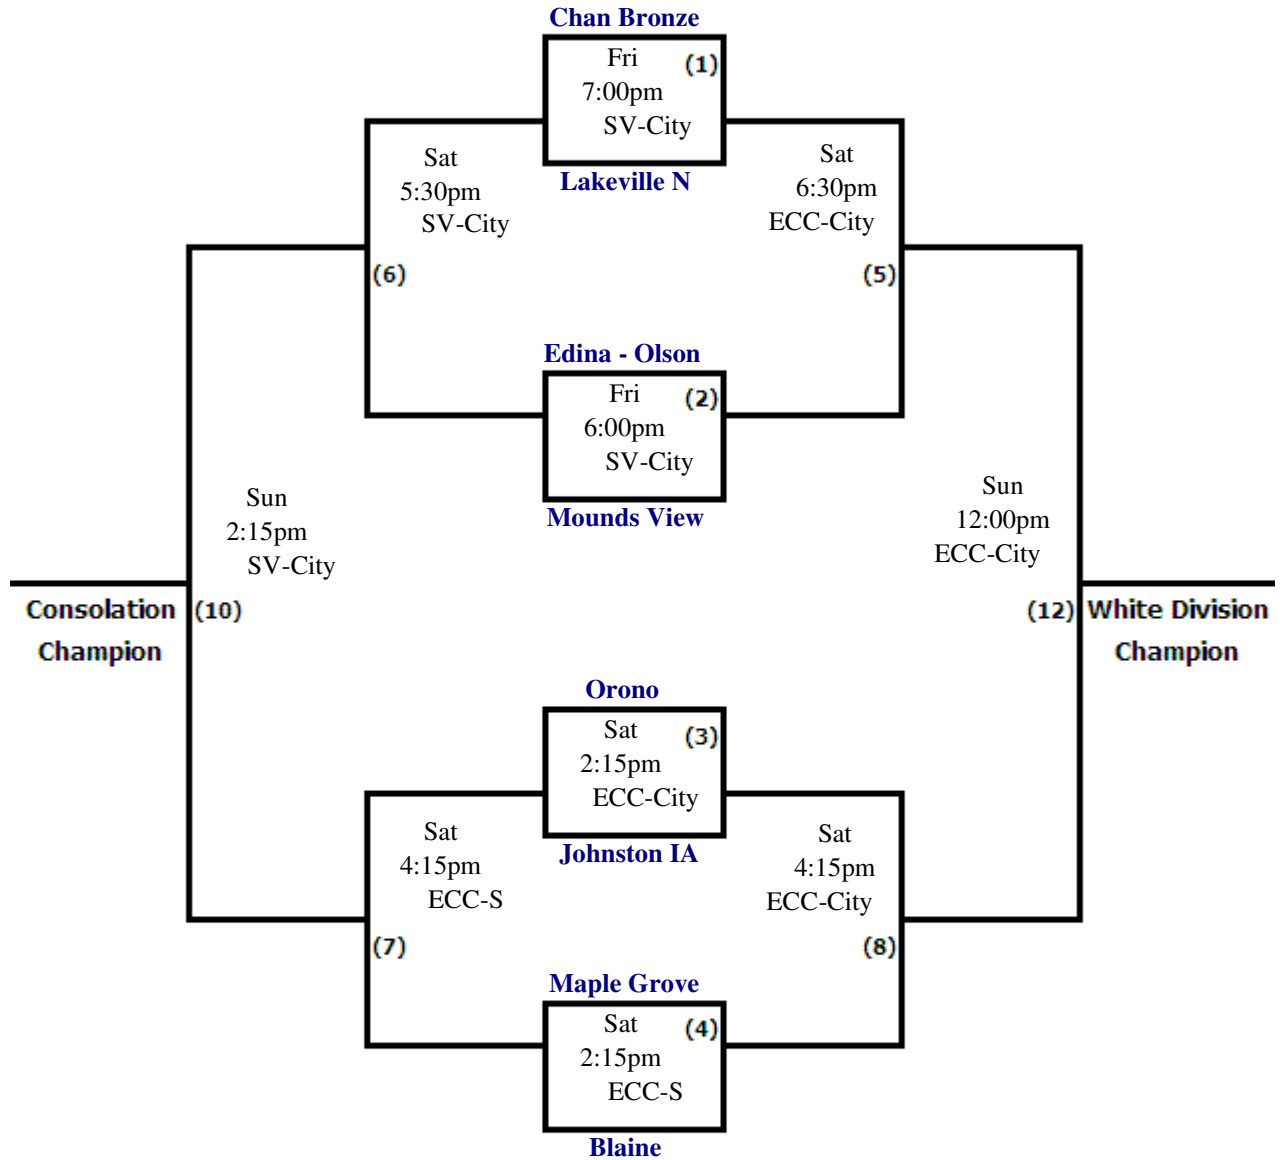 Chan Bronze
Fri
(1)
7:00pm
SV-City
Lakeville N
Sat
5:30pm
SV-City
(6)
Sat
6:30pm
ECC-City
(5)
Edina - Olson
Fri
(2)
6:00pm
SV-City
Mounds View
Sun
2:15pm
SV-City
Consolation
Champion
(10)
Sun
12:00pm
ECC-City
(12)
White Division
Champion
Orono
Sat
(3)
2:15pm
ECC-City
Johnston IA
Sat
4:15pm
ECC-S
(7)
Sat
4:15pm
ECC-City
(8)
Maple Grove
Sat
(4)
2:15pm
ECC-S
Blaine